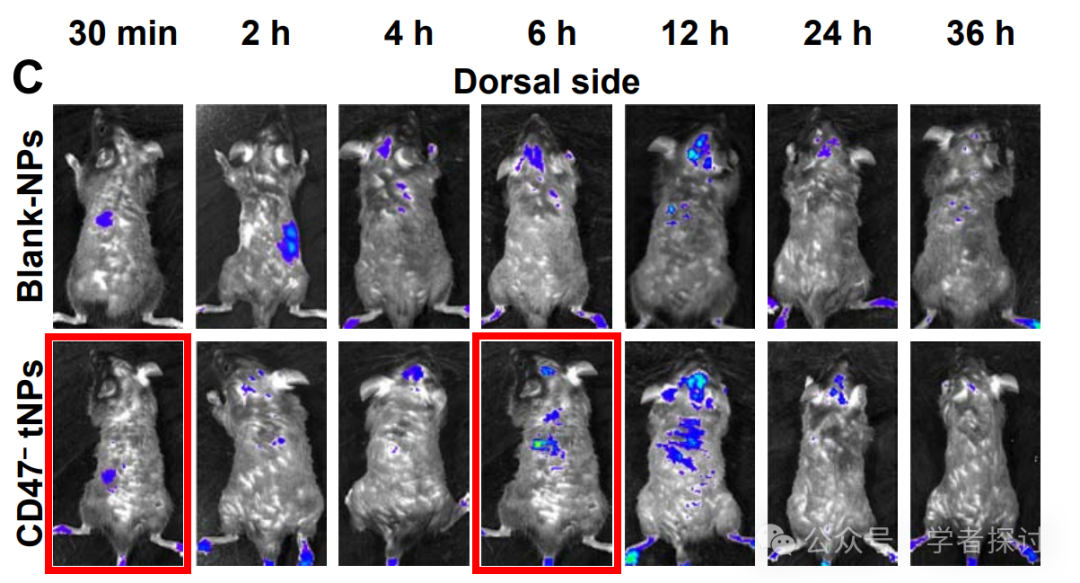 30 min 2 h 4 h 6 h 12 h 24 h 36 h
C
Dorsal side
Blank-NPs
CD47⁻ tNPs
公众号 学者探讨